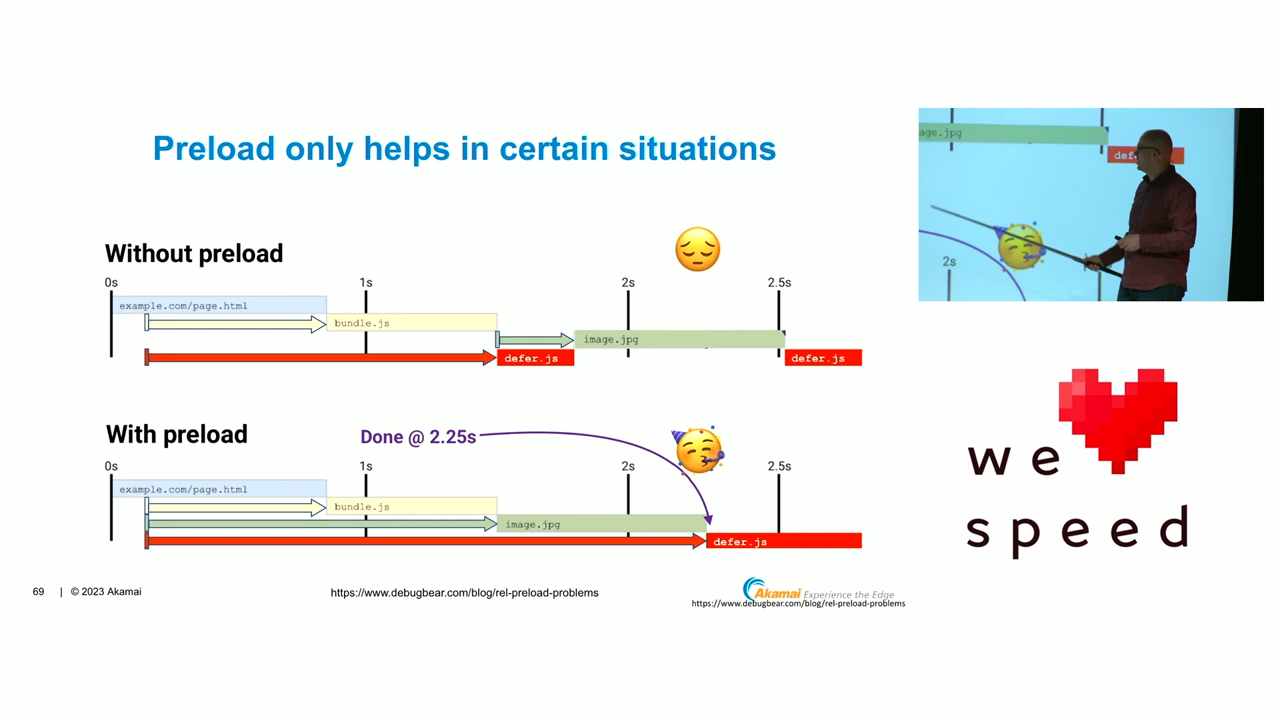 Preload only helps in certain situations
Without preload
0s
1s
2s
2.5s
example.com/page.html
bundle.js
image.jpg
defer.js
defer.js
With preload
Done @ 2.25s
0s
1s
2s
2.5s
example.com/page.html
bundle.js
image.jpg
defer.js
69 | © 2023 Akamai
https://www.debugbear.com/blog/rel-preload-problems
Akamai Experience the Edge
https://www.debugbear.com/blog/rel-preload-problems
age.jpg
def
2s
we
speed